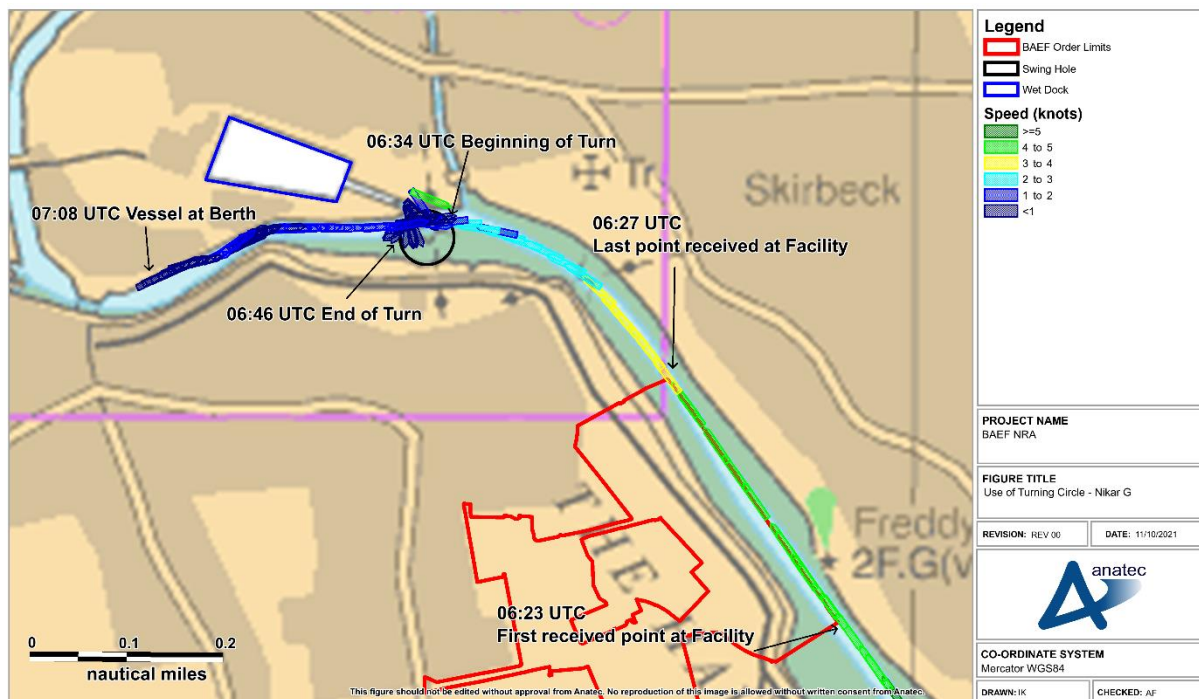 06:34 UTC Beginning of Turn
Tr
Skirbeck
07:08 UTC Vessel at Berth
06:27 UTC
Last point received at Facility
06:46 UTC End of Turn
THE MA
Freddy
2F.G(v
06:23 UTC
First received point at Facility
0 0.1 0.2
nautical miles
This figure should not be edited without approval from Anatec. No reproduction of this image is allowed without written consent from Anatec.
Legend
BAEF Order Limits
Swing Hole
Wet Dock
Speed (knots)
>=5
4 to 5
3 to 4
2 to 3
1 to 2
<1
PROJECT NAME
BAEF NRA
FIGURE TITLE
Use of Turning Circle - Nikar G
REVISION: REV 00 DATE: 11/10/2021
anatec
CO-ORDINATE SYSTEM
Mercator WGS84
DRAWN: IK CHECKED: AF